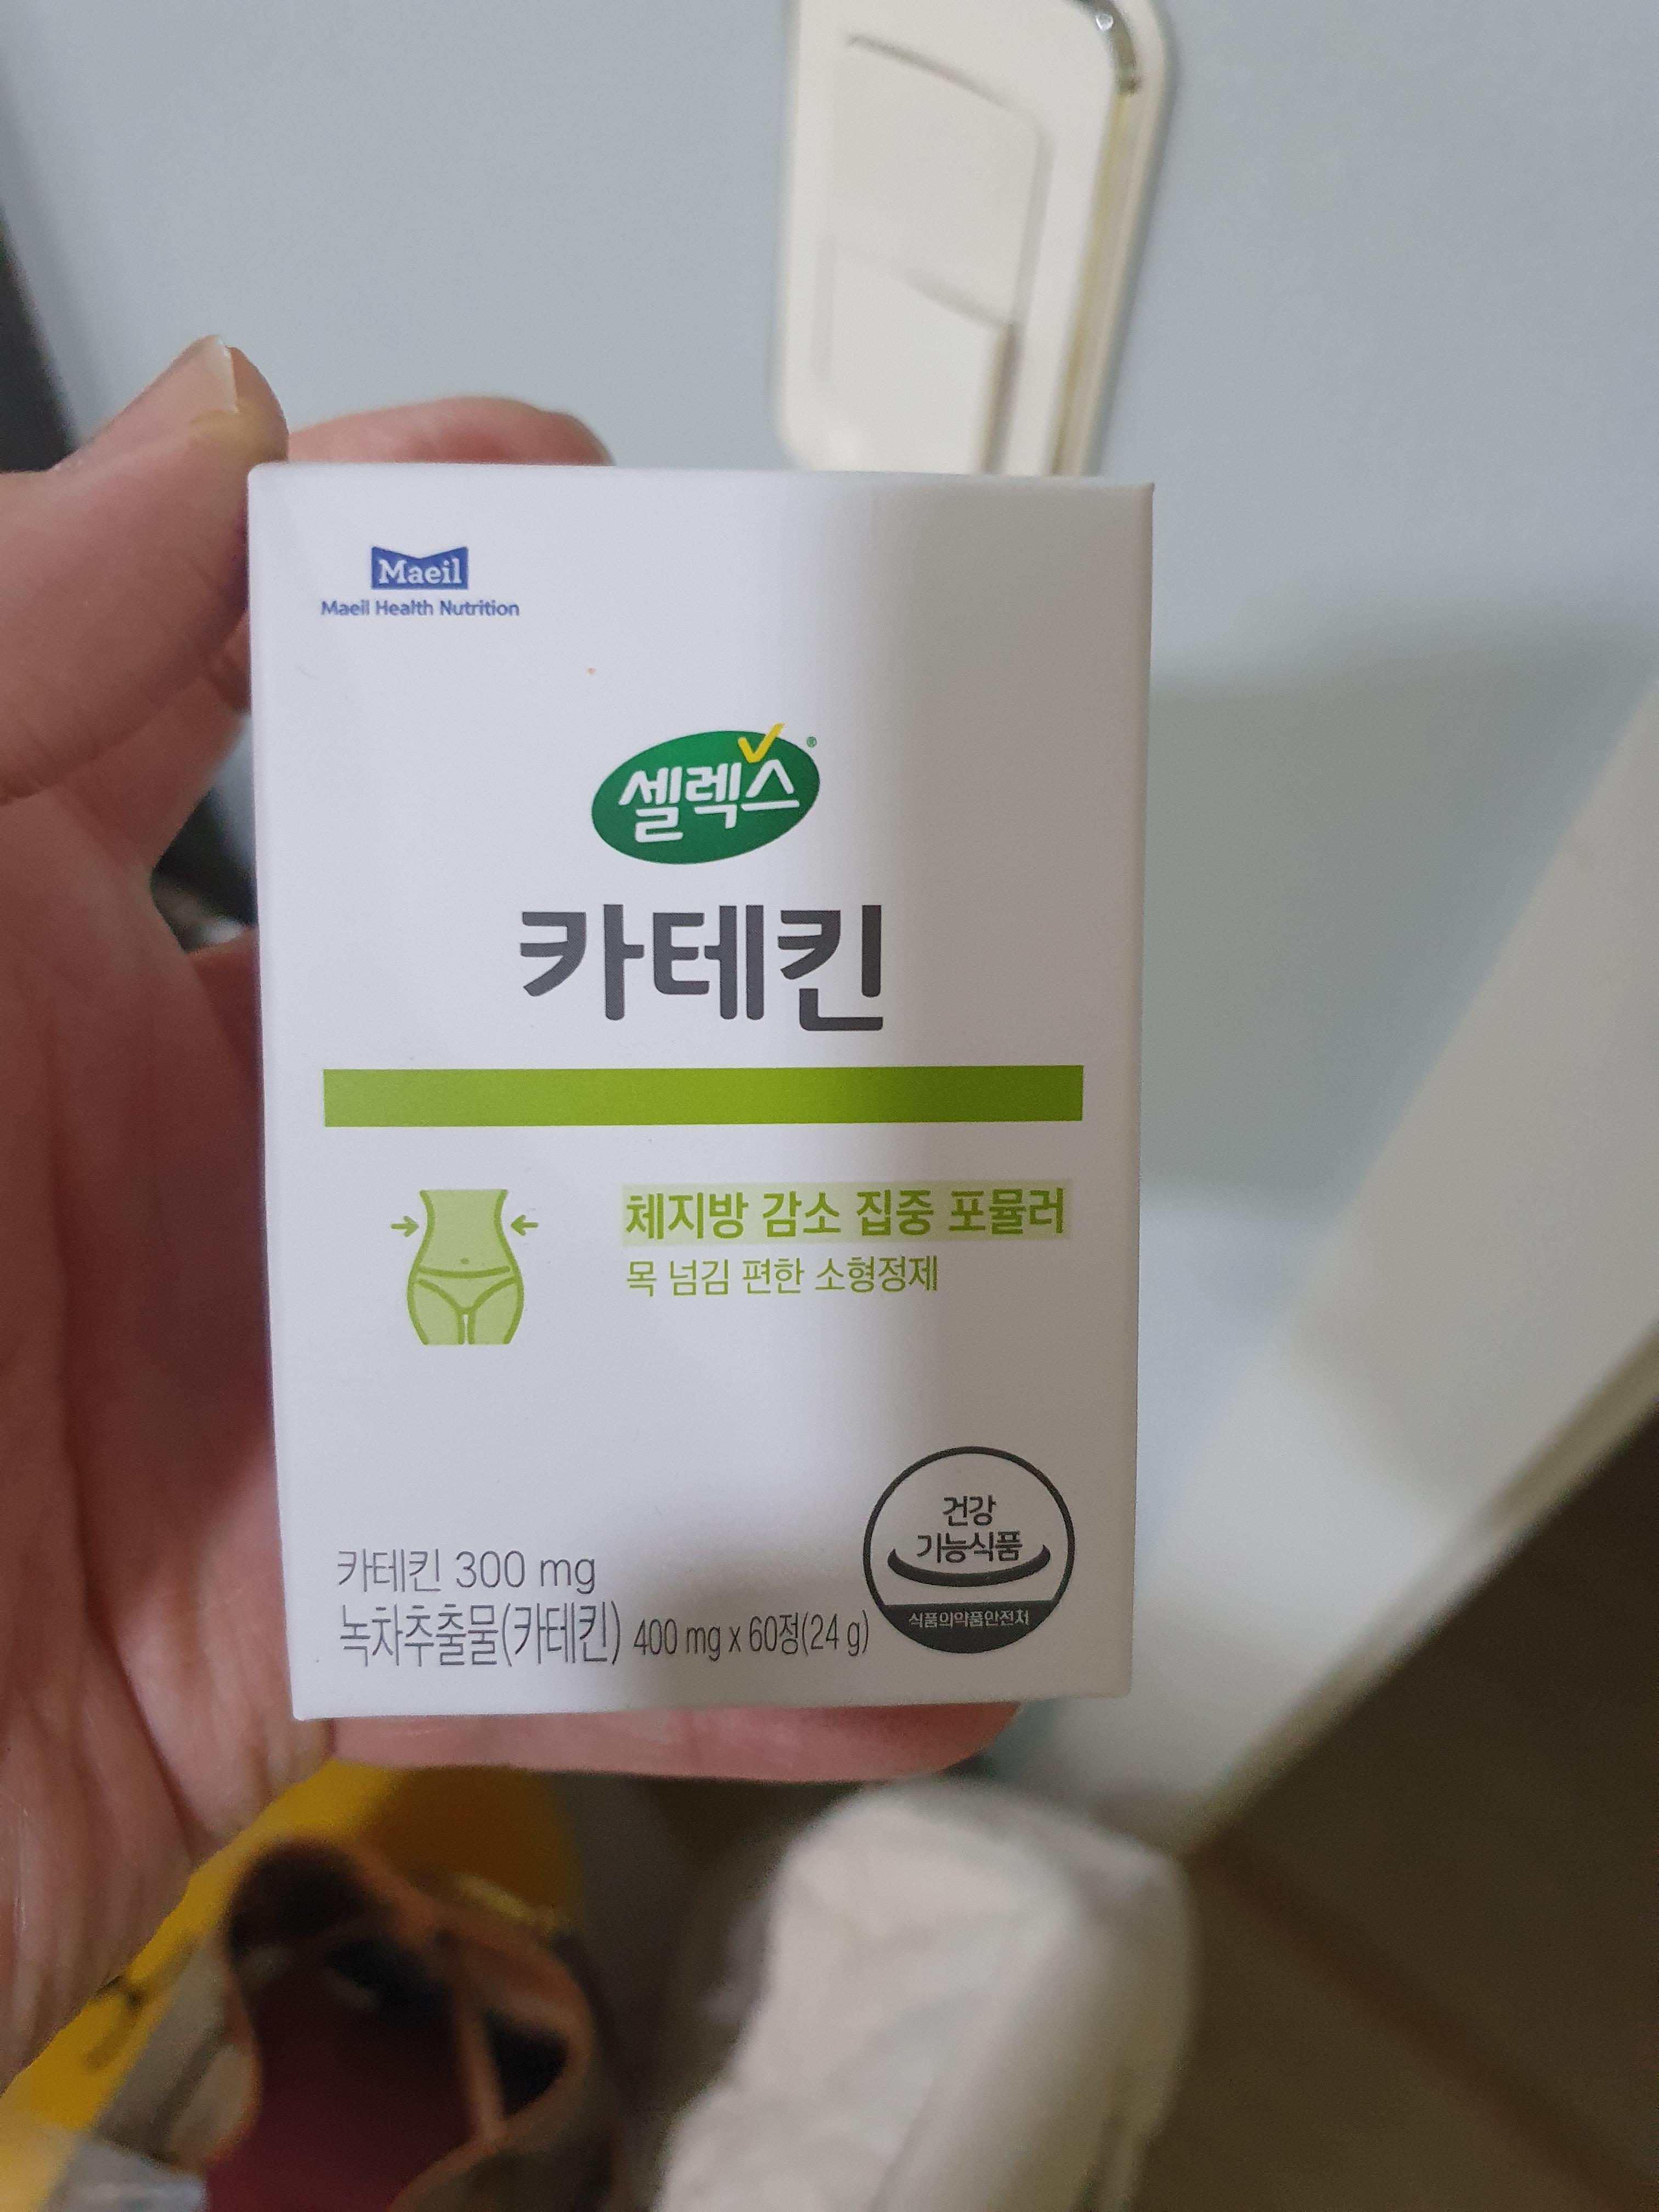 Maeil
Maeil Health Nutrition
셀렉스®
카테킨
체지방 감소 집중 포뮬러
목 넘김 편한 소형정제
건강
기능식품
식품의약품안전처
카테킨 300 mg
녹차추출물(카테킨) 400 mg x 60정(24 g)